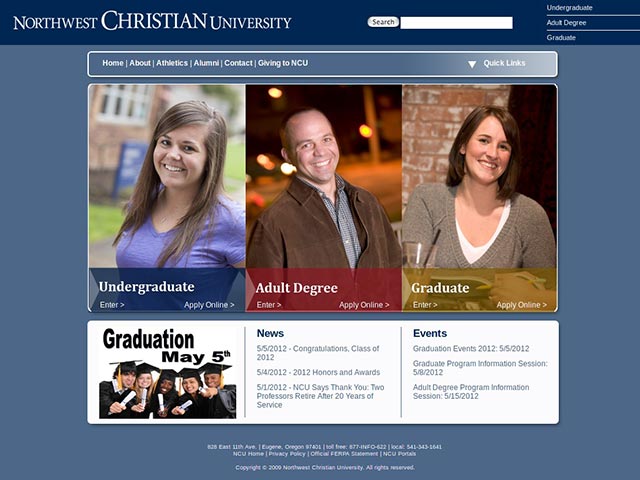 NORTHWEST CHRISTIAN UNIVERSITY
Search
Undergraduate
Adult Degree
Graduate
Home | About | Athletics | Alumni | Contact | Giving to NCU
Quick Links
Undergraduate
Enter > Apply Online >
Adult Degree
Enter > Apply Online >
Graduate
Enter > Apply Online >
Graduation
May 5th
News
5/5/2012 - Congratulations, Class of
2012
5/4/2012 - 2012 Honors and Awards
5/1/2012 - NCU Says Thank You: Two
Professors Retire After 20 Years of
Service
Events
Graduation Events 2012: 5/5/2012
Graduate Program Information Session:
5/8/2012
Adult Degree Program Information
Session: 5/15/2012
828 East 11th Ave. | Eugene, Oregon 97401 | toll free: 877-INFO-622 | local: 541-343-1641
NCU Home | Privacy Policy | Official FERPA Statement | NCU Portals
Copyright © 2009 Northwest Christian University. All rights reserved.